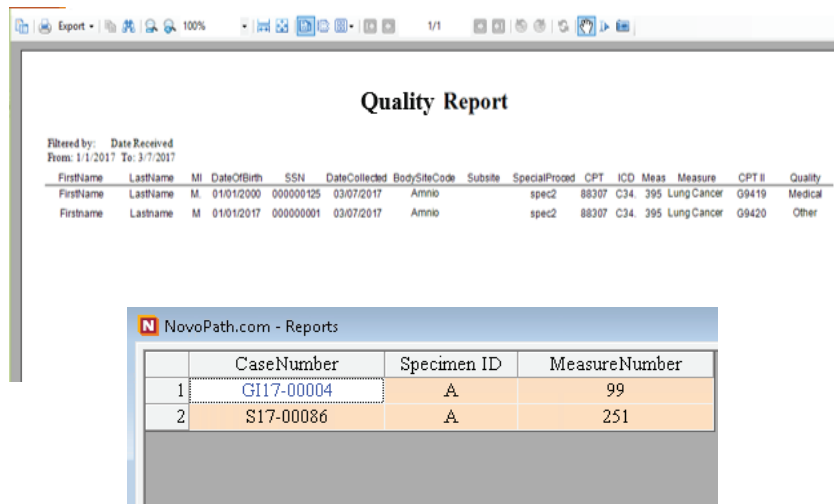 Export 100% 1/1
Quality Report
Filtered by: Date Received
From: 1/1/2017 To: 3/7/2017
FirstName LastName MI DateOfBirth SSN DateCollected BodySiteCode Subsite SpecialProced CPT ICD Meas Measure CPT II Quality
FirstName LastName M. 01/01/2000 000000125 03/07/2017 Amnio spec2 88307 C34. 395 Lung Cancer G9419 Medical
Firstname Lastname M 01/01/2017 000000001 03/07/2017 Amnio spec2 88307 C34. 395 Lung Cancer G9420 Other
N NovoPath.com - Reports
CaseNumber Specimen ID MeasureNumber
1 GI17-00004 A 99
2 S17-00086 A 251